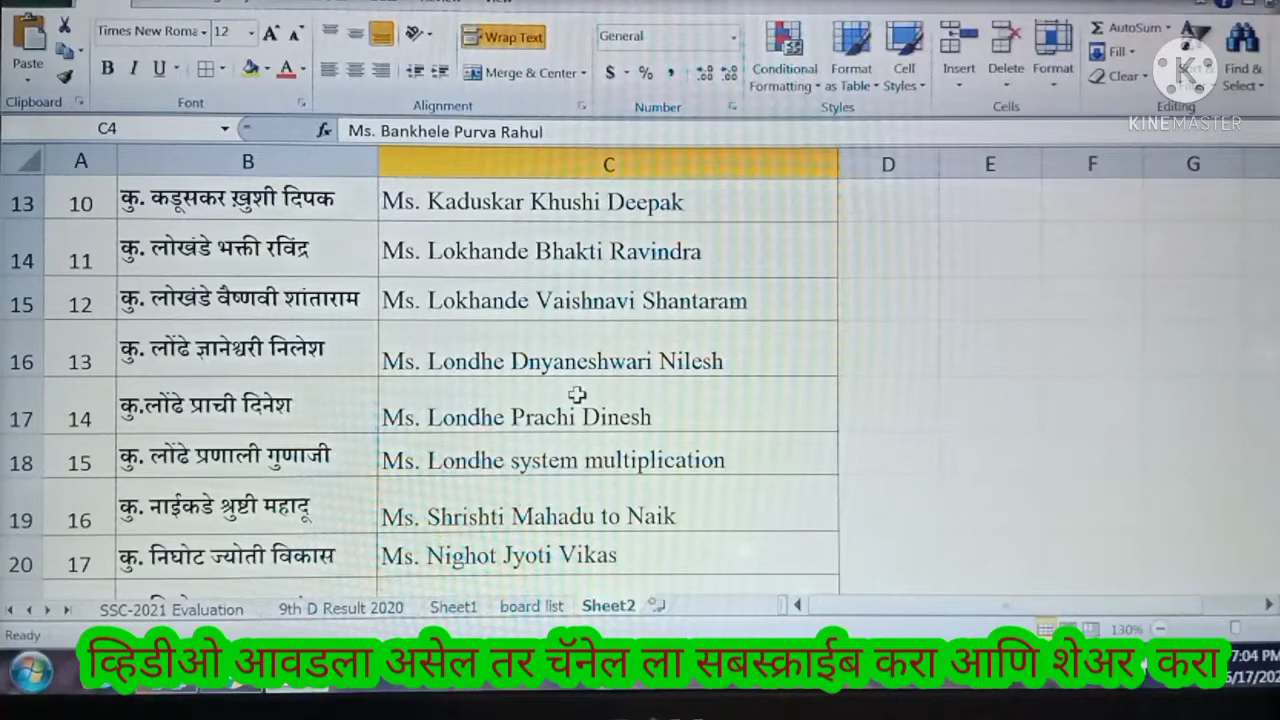 Times New Roma 12
Wrap Text
General
Paste
B I U
Merge & Center
$ % ,
Conditional Formatting
Format as Table
Cell Styles
Insert Delete Format
Σ AutoSum
Fill
Clear
Find & Select
Clipboard Font Alignment Number Styles Cells Editing
K
KINEMASTER
C4 fx Ms. Bankhele Purva Rahul
A B C D E F G
13 10 कु. कडूसकर ख़ुशी दिपक Ms. Kaduskar Khushi Deepak
14 11 कु. लोखंडे भक्ती रविंद्र Ms. Lokhande Bhakti Ravindra
15 12 कु. लोखंडे वैष्णवी शांताराम Ms. Lokhande Vaishnavi Shantaram
16 13 कु. लोंढे ज्ञानेश्वरी निलेश Ms. Londhe Dnyaneshwari Nilesh
17 14 कु.लोंढे प्राची दिनेश Ms. Londhe Prachi Dinesh
18 15 कु. लोंढे प्रणाली गुणाजी Ms. Londhe system multiplication
19 16 कु. नाईकडे श्रुष्टी महादू Ms. Shrishti Mahadu to Naik
20 17 कु. निघोट ज्योती विकास Ms. Nighot Jyoti Vikas
SSC-2021 Evaluation 9th D Result 2020 Sheet1 board list Sheet2
Ready 130%
व्हिडीओ आवडला असेल तर चॅनेल ला सबस्क्राईब करा आणि शेअर करा
7:04 PM